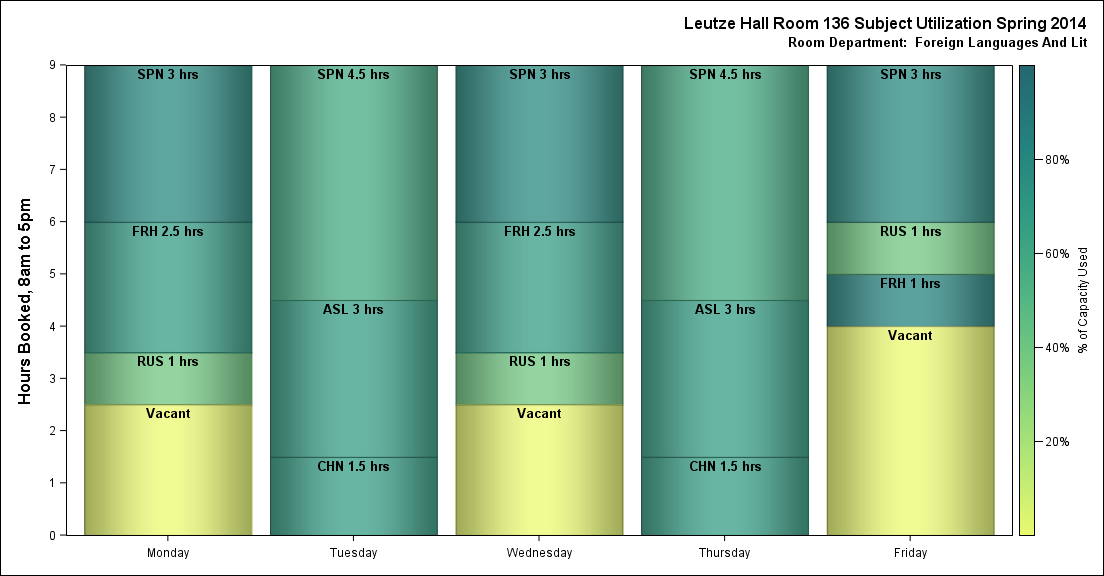 Leutze Hall Room 136 Subject Utilization Spring 2014
Room Department: Foreign Languages And Lit
Hours Booked, 8am to 5pm
9
8
7
6
5
4
3
2
1
0
SPN 3 hrs
FRH 2.5 hrs
RUS 1 hrs
Vacant
Monday
SPN 4.5 hrs
ASL 3 hrs
CHN 1.5 hrs
Tuesday
SPN 3 hrs
FRH 2.5 hrs
RUS 1 hrs
Vacant
Wednesday
SPN 4.5 hrs
ASL 3 hrs
CHN 1.5 hrs
Thursday
SPN 3 hrs
RUS 1 hrs
FRH 1 hrs
Vacant
Friday
80%
60%
40%
20%
% of Capacity Used